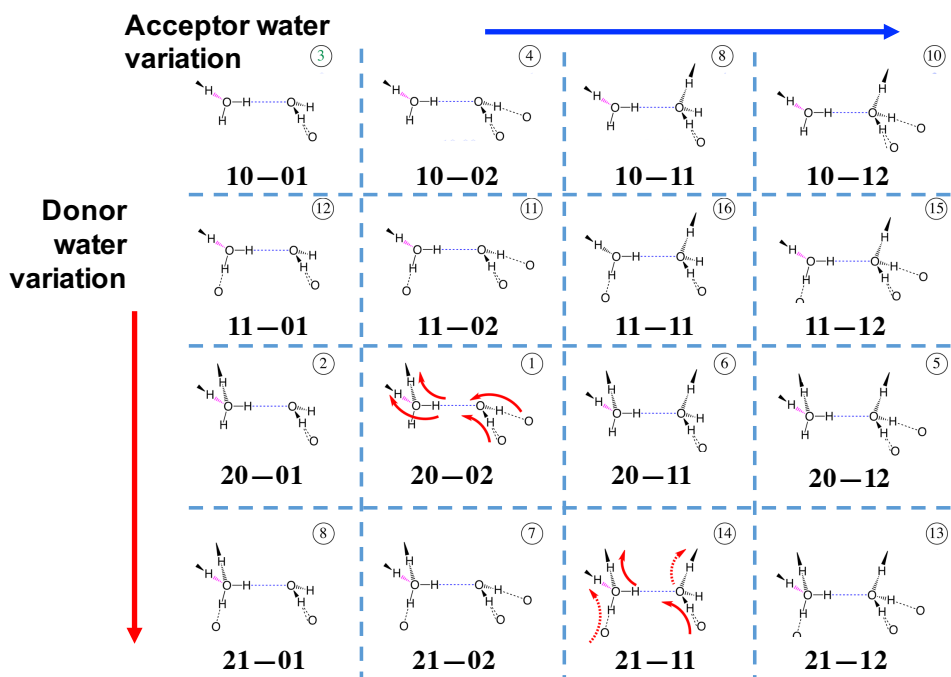 Acceptor water
variation
Donor
water
variation
3
H
O H O H
H H
O
10—01
4
H
O H O H
H H O
O
10—02
8
H
H
O H O H
H H
O
10—11
10
H
H
O H O H
H H O
O
10—12
12
H
O H O H
H H
O O
11—01
11
H
O H O H
H H O
O O
11—02
16
H
H
O H O H
H H
O O
11—11
15
H
H
O H O H
H H O
O O
11—12
2
H
H
O H O H
H H
O
20—01
1
H
H
O H O H
H H O
O
20—02
6
H H
H
O H O H
H H
O
20—11
5
H H
H
O H O H
H H O
O
20—12
8
H
H
O H O H
H H
O O
21—01
7
H
H
O H O H
H H O
O O
21—02
14
H H
H
O H O H
H H
O O
21—11
13
H H
H
O H O H
H H O
O O
21—12